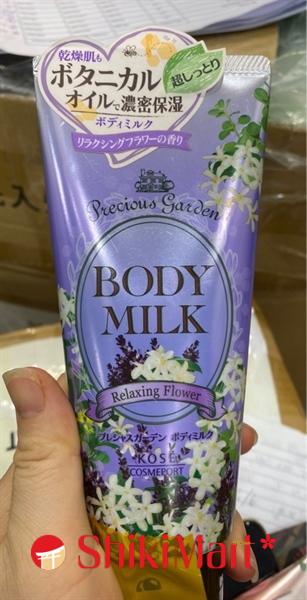 乾燥肌も
ボタニカル
オイルで濃密保湿
ボディミルク
リラクシングフラワーの香り
超しっとり
Precious Garden
BODY
MILK
Relaxing Flower
プレシャスガーデン ボディミルク
KOSÉ
COSMEPORT
ShikiMart*